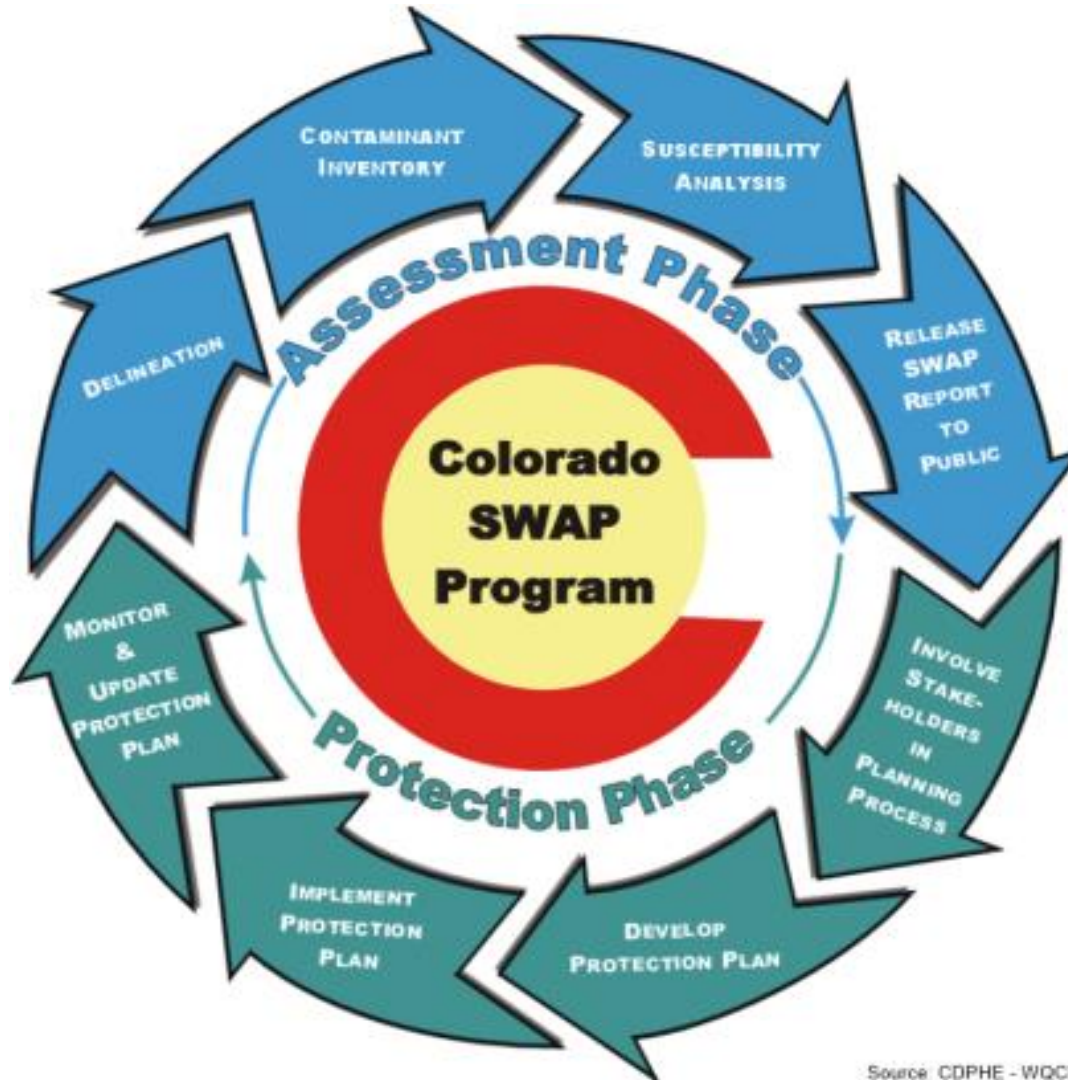 CONTAMINANT
INVENTORY
SUSCEPTIBILITY
ANALYSIS
RELEASE
SWAP
REPORT
TO
PUBLIC
INVOLVE
STAKE-
HOLDERS
IN
PLANNING
PROCESS
DEVELOP
PROTECTION PLAN
IMPLEMENT
PROTECTION
PLAN
MONITOR
&
UPDATE
PROTECTION
PLAN
DELINEATION
Assessment Phase
Colorado
SWAP
Program
Protection Phase
Source: CDPHE - WQC